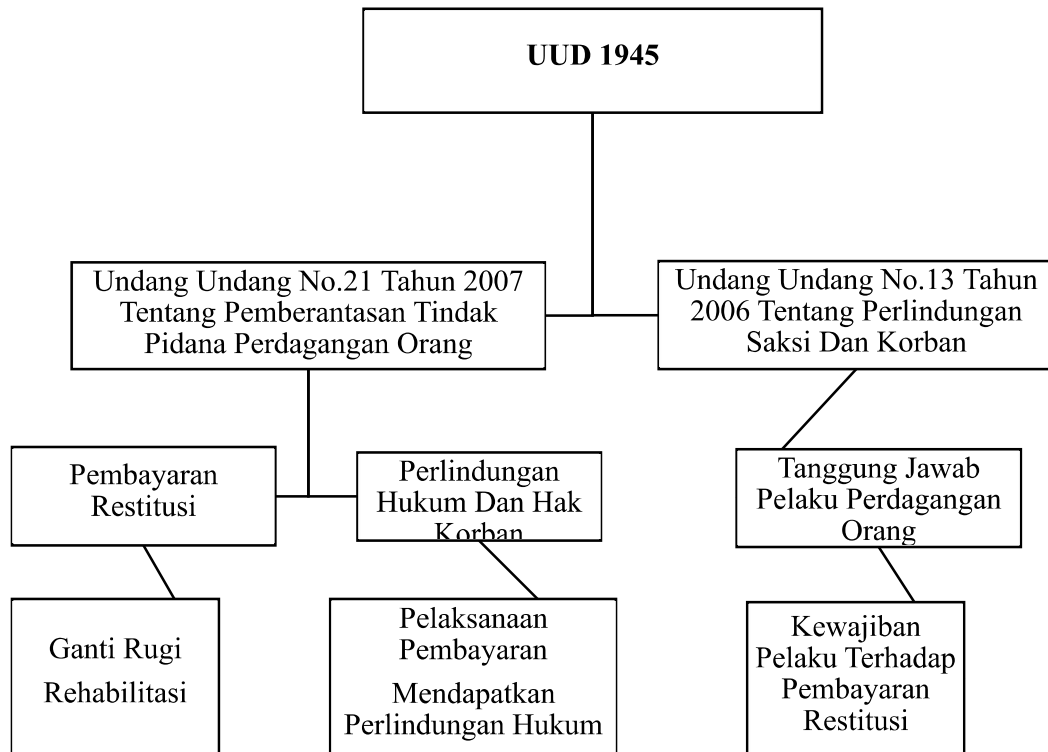 UUD 1945
Undang Undang No.21 Tahun 2007
Tentang Pemberantasan Tindak
Pidana Perdagangan Orang
Undang Undang No.13 Tahun
2006 Tentang Perlindungan
Saksi Dan Korban
Pembayaran
Restitusi
Perlindungan
Hukum Dan Hak
Korban
Tanggung Jawab
Pelaku Perdagangan
Orang
Ganti Rugi
Rehabilitasi
Pelaksanaan
Pembayaran
Mendapatkan
Perlindungan Hukum
Kewajiban
Pelaku Terhadap
Pembayaran
Restitusi